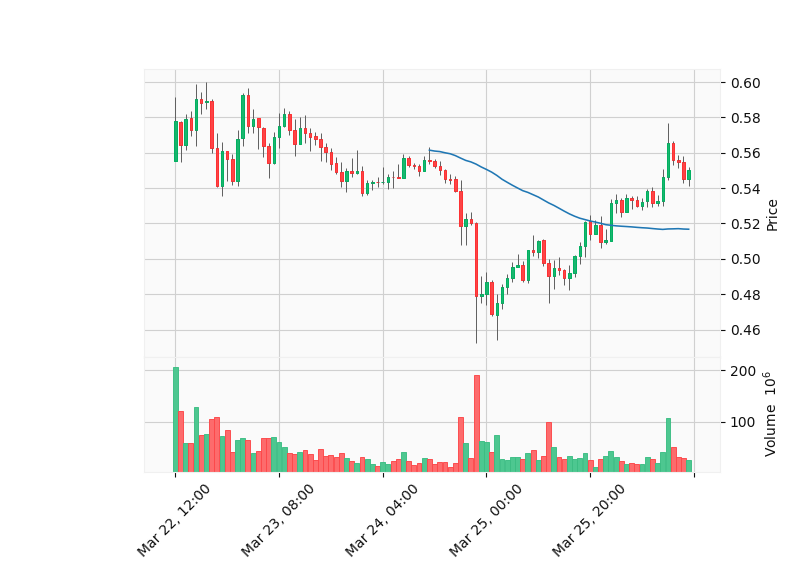 0.60
0.58
0.56
0.54
0.52
0.50
0.48
0.46
Price
200
100
Volume 10^6
Mar 22, 12:00
Mar 23, 08:00
Mar 24, 04:00
Mar 25, 00:00
Mar 25, 20:00